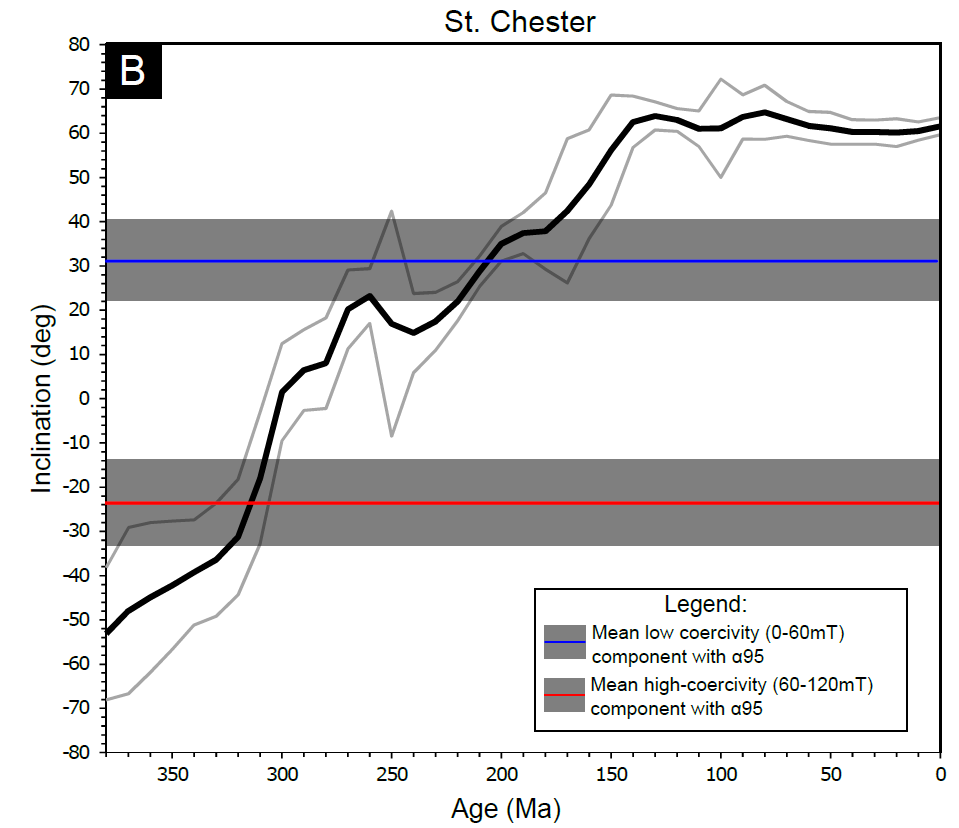 St. Chester
B
80
70
60
50
40
30
20
10
0
-10
-20
-30
-40
-50
-60
-70
-80
Inclination (deg)
Legend:
Mean low coercivity (0-60mT)
component with α95
Mean high-coercivity (60-120mT)
component with α95
350 300 250 200 150 100 50 0
Age (Ma)